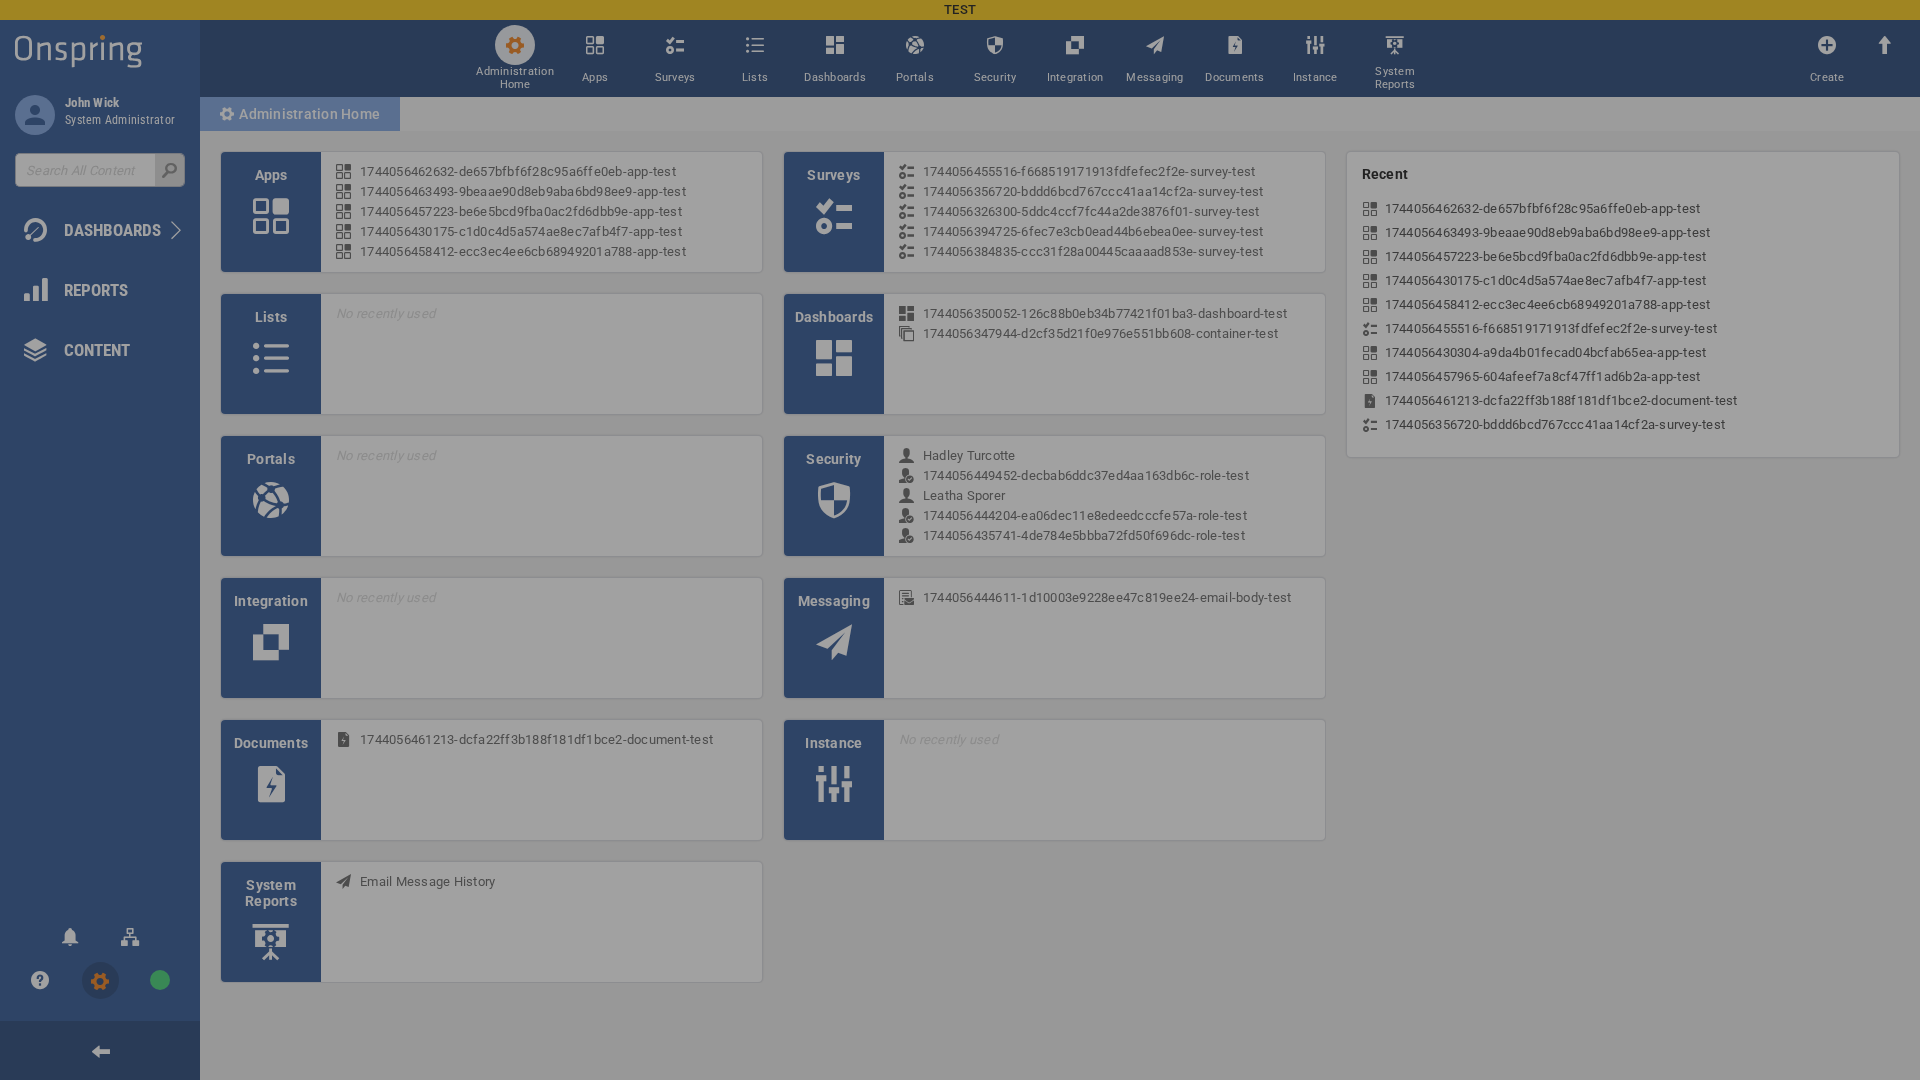 TEST
Onspring
John Wick
System Administrator
Search All Content
DASHBOARDS
REPORTS
CONTENT
Administration Home
Apps
Surveys
Lists
Dashboards
Portals
Security
Integration
Messaging
Documents
Instance
System Reports
Create
Administration Home
Apps
1744056462632-de657bfbf6f28c95a6ffe0eb-app-test
1744056463493-9beaae90d8eb9aba6bd98ee9-app-test
1744056457223-be6e5bcd9fba0ac2fd6dbb9e-app-test
1744056430175-c1d0c4d5a574ae8ec7afb4f7-app-test
1744056458412-ecc3ec4ee6cb68949201a788-app-test
Surveys
1744056455516-f668519171913fdfefec2f2e-survey-test
1744056356720-bddd6bcd767ccc41aa14cf2a-survey-test
1744056326300-5ddc4ccf7fc44a2de3876f01-survey-test
1744056394725-6fec7e3cb0ead44b6ebea0ee-survey-test
1744056384835-ccc31f28a00445caaaad853e-survey-test
Lists
No recently used
Dashboards
1744056350052-126c88b0eb34b77421f01ba3-dashboard-test
1744056347944-d2cf35d21f0e976e551bb608-container-test
Portals
No recently used
Security
Hadley Turcotte
1744056449452-decbab6ddc37ed4aa163db6c-role-test
Leatha Sporer
1744056444204-ea06dec11e8edeedcccfe57a-role-test
1744056435741-4de784e5bbba72fd50f696dc-role-test
Integration
No recently used
Messaging
1744056444611-1d10003e9228ee47c819ee24-email-body-test
Documents
1744056461213-dcfa22ff3b188f181df1bce2-document-test
Instance
No recently used
System Reports
Email Message History
Recent
1744056462632-de657bfbf6f28c95a6ffe0eb-app-test
1744056463493-9beaae90d8eb9aba6bd98ee9-app-test
1744056457223-be6e5bcd9fba0ac2fd6dbb9e-app-test
1744056430175-c1d0c4d5a574ae8ec7afb4f7-app-test
1744056458412-ecc3ec4ee6cb68949201a788-app-test
1744056455516-f668519171913fdfefec2f2e-survey-test
1744056430304-a9da4b01fecad04bcfab65ea-app-test
1744056457965-604afeef7a8cf47ff1ad6b2a-app-test
1744056461213-dcfa22ff3b188f181df1bce2-document-test
1744056356720-bddd6bcd767ccc41aa14cf2a-survey-test